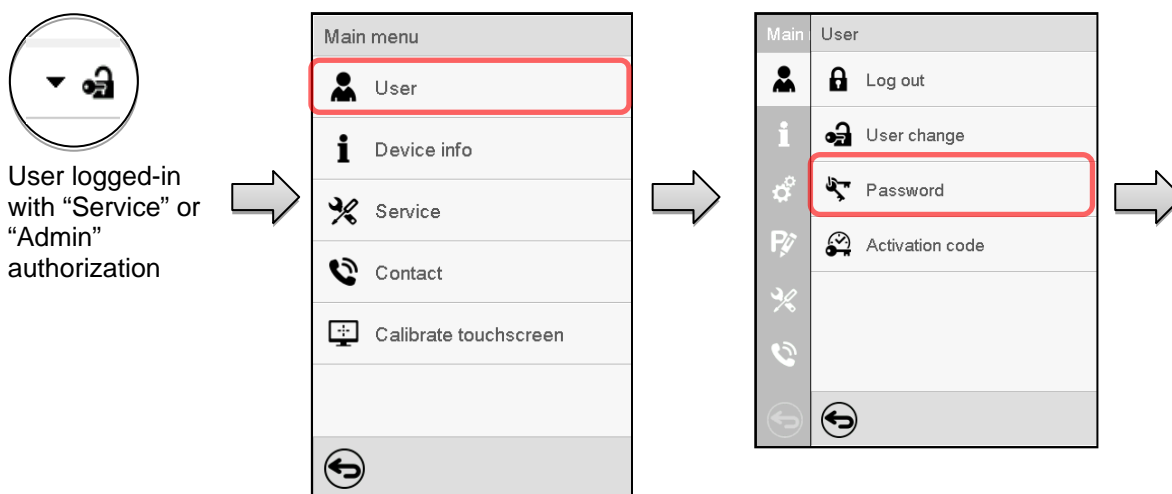 User logged-in
with “Service” or
“Admin”
authorization
Main menu
User
Device info
Service
Contact
Calibrate touchscreen
Main
User
Log out
User change
Password
Activation code